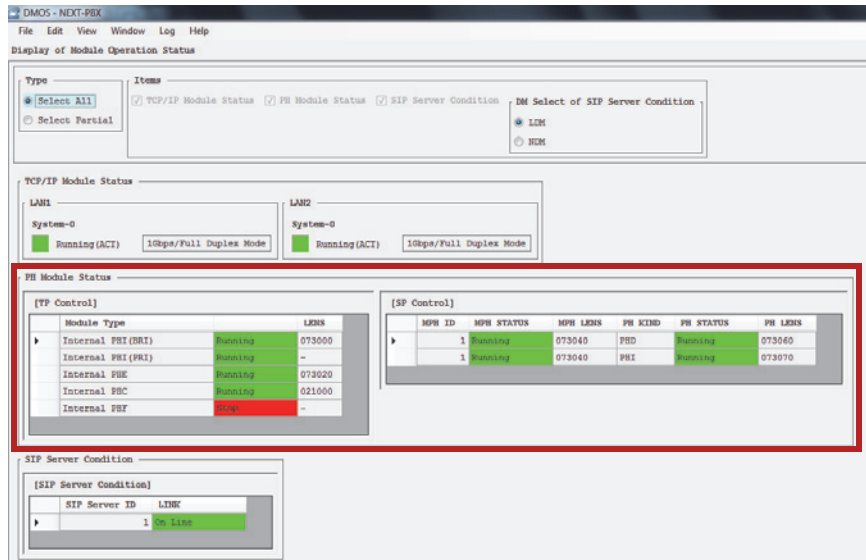 DMOS - NEXT-PBX
File Edit View Window Log Help
Display of Module Operation Status
Type
Items
Select All
TCP/IP Module Status PH Module Status SIP Server Condition
DM Select of SIP Server Condition
Select Partial
LDM
NDM
TCP/IP Module Status
LAN1 LAN2
System-0 System-0
Running(ACT) 1Gbps/Full Duplex Mode Running(ACT) 1Gbps/Full Duplex Mode
PH Module Status
[TP Control]
Module Type LENS
Internal PHI(BRI) Running 073000
Internal PHI(PRI) Running -
Internal PHE Running 073020
Internal PHC Running 021000
Internal PHF Stop -
[SP Control]
MPH ID MPH STATUS MPH LENS PH KIND PH STATUS PH LENS
1 Running 073040 PHD Running 073060
1 Running 073040 PHI Running 073070
SIP Server Condition
[SIP Server Condition]
SIP Server ID LINK
1 On Line